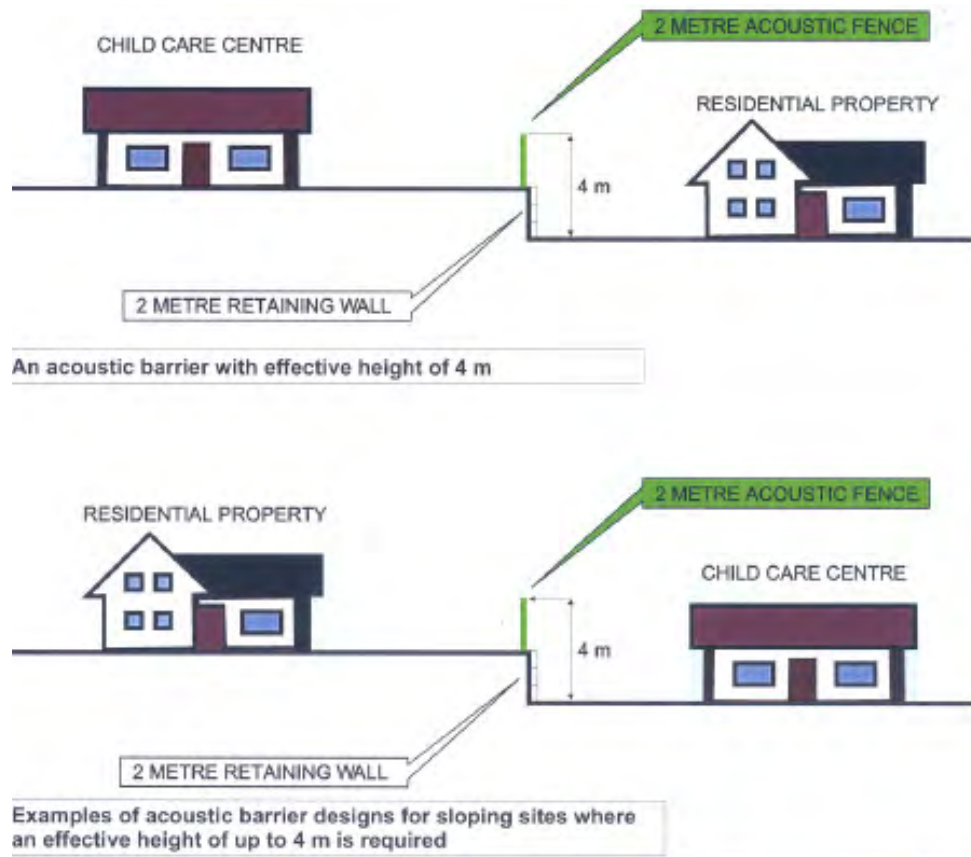 2 METRE ACOUSTIC FENCE
CHILD CARE CENTRE
RESIDENTIAL PROPERTY
4 m
2 METRE RETAINING WALL
An acoustic barrier with effective height of 4 m
2 METRE ACOUSTIC FENCE
RESIDENTIAL PROPERTY
CHILD CARE CENTRE
4 m
2 METRE RETAINING WALL
Examples of acoustic barrier designs for sloping sites where
an effective height of up to 4 m is required